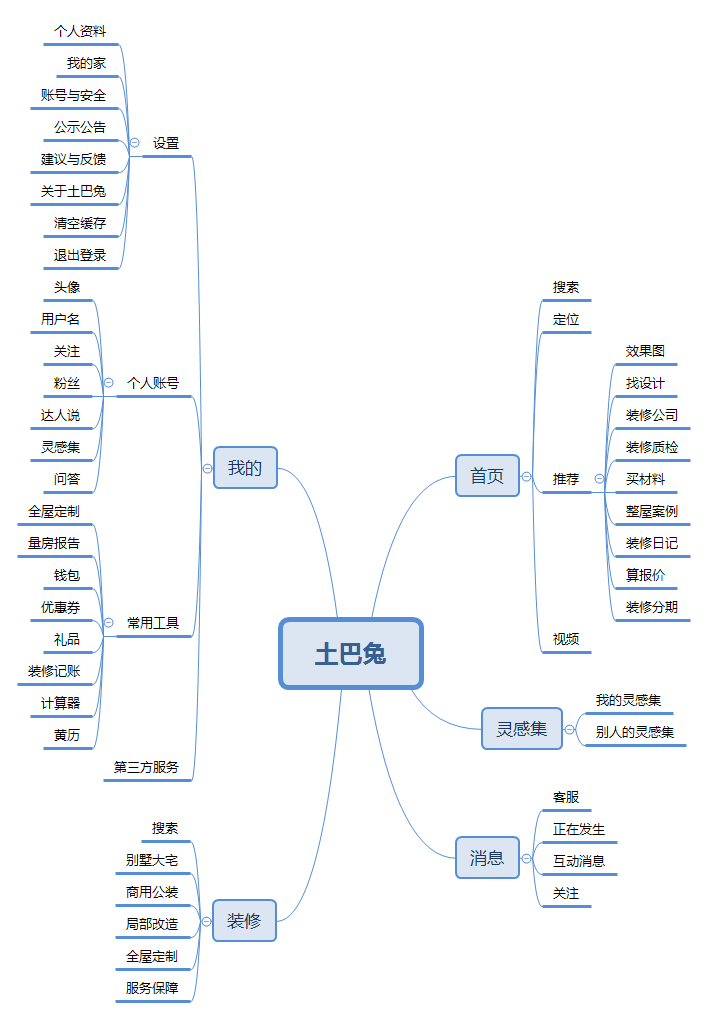 土巴兔
首页
搜索
定位
推荐
效果图
找设计
装修公司
装修质检
买材料
整屋案例
装修日记
算报价
装修分期
视频
灵感集
我的灵感集
别人的灵感集
消息
客服
正在发生
互动消息
关注
我的
设置
个人资料
我的家
账号与安全
公示公告
建议与反馈
关于土巴兔
清空缓存
退出登录
个人账号
头像
用户名
关注
粉丝
达人说
灵感集
问答
常用工具
全屋定制
量房报告
钱包
优惠券
礼品
装修记账
计算器
黄历
第三方服务
装修
搜索
别墅大宅
商用公装
局部改造
全屋定制
服务保障